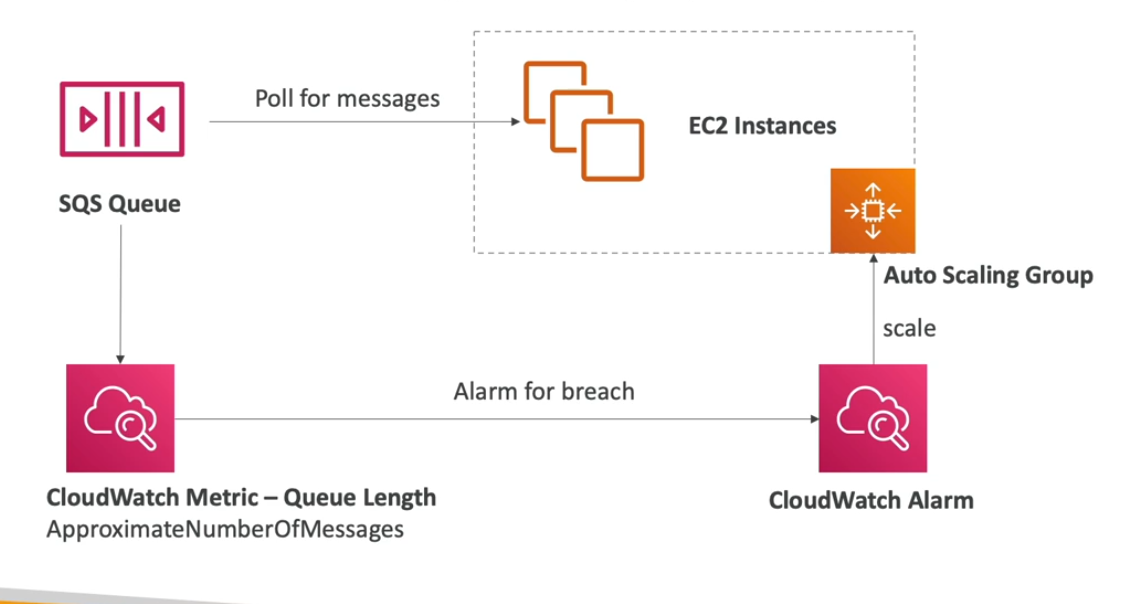 Poll for messages
EC2 Instances
SQS Queue
Auto Scaling Group
scale
Alarm for breach
CloudWatch Metric – Queue Length
ApproximateNumberOfMessages
CloudWatch Alarm